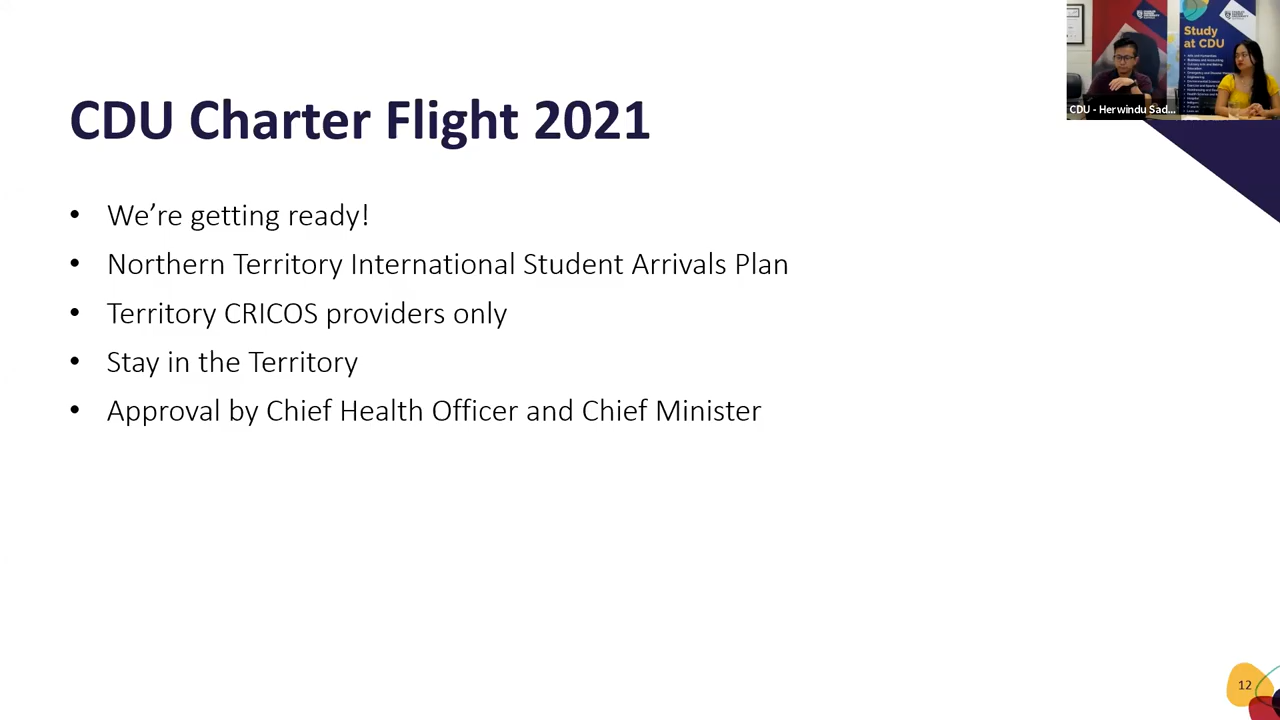 CDU Charter Flight 2021
• We’re getting ready!
• Northern Territory International Student Arrivals Plan
• Territory CRICOS providers only
• Stay in the Territory
• Approval by Chief Health Officer and Chief Minister
Study
at CDU
CDU - Herwindu Sad...
12